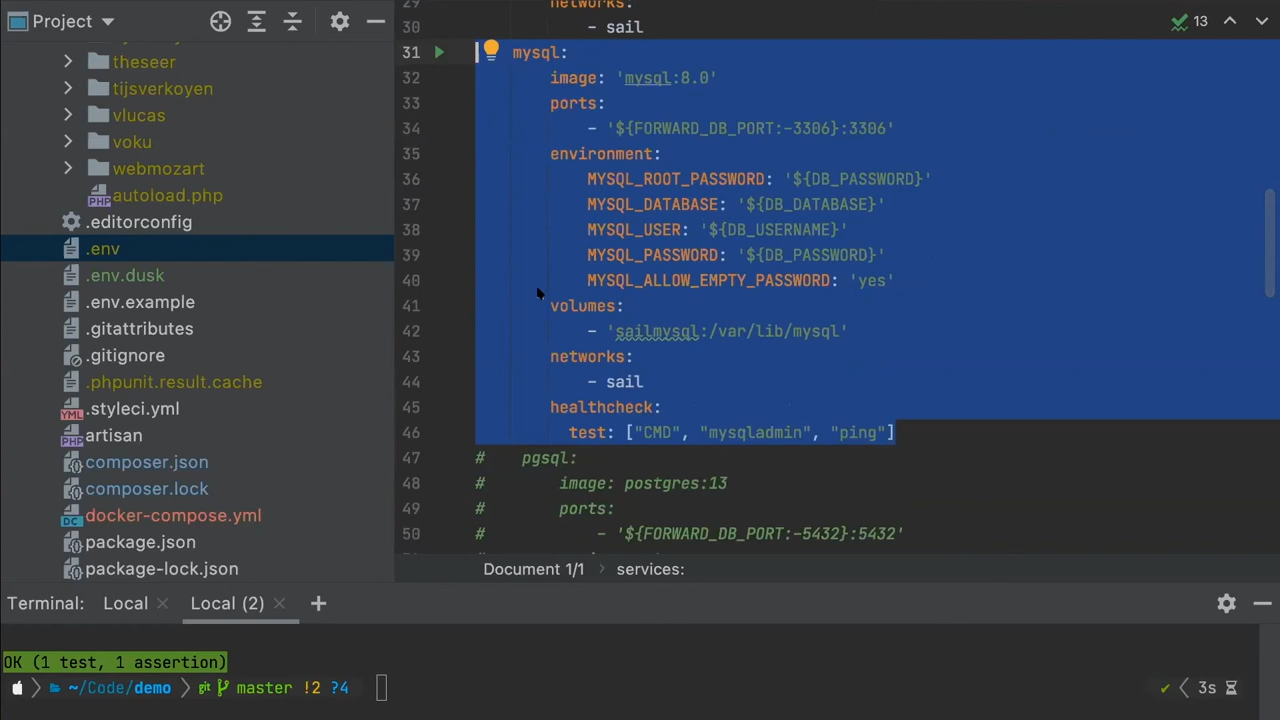 Project
theseer
tijsverkoyen
vlucas
voku
webmozart
autoload.php
.editorconfig
.env
.env.dusk
.env.example
.gitattributes
.gitignore
.phpunit.result.cache
.styleci.yml
artisan
composer.json
composer.lock
docker-compose.yml
package.json
package-lock.json
29 networks:
30 - sail
31 mysql:
32 image: 'mysql:8.0'
33 ports:
34 - '${FORWARD_DB_PORT:-3306}:3306'
35 environment:
36 MYSQL_ROOT_PASSWORD: '${DB_PASSWORD}'
37 MYSQL_DATABASE: '${DB_DATABASE}'
38 MYSQL_USER: '${DB_USERNAME}'
39 MYSQL_PASSWORD: '${DB_PASSWORD}'
40 MYSQL_ALLOW_EMPTY_PASSWORD: 'yes'
41 volumes:
42 - 'sailmysql:/var/lib/mysql'
43 networks:
44 - sail
45 healthcheck:
46 test: ["CMD", "mysqladmin", "ping"]
47 # pgsql:
48 # image: postgres:13
49 # ports:
50 # - '${FORWARD_DB_PORT:-5432}:5432'
13
Document 1/1 › services:
Terminal: Local Local (2)
OK (1 test, 1 assertion)
~/Code/demo git master !2 ?4 3s